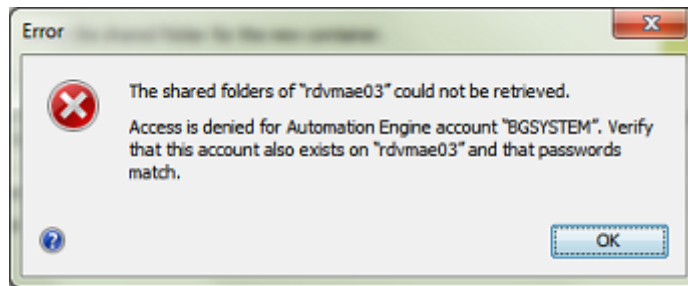 Error
The shared folders of "rdvmae03" could not be retrieved.
Access is denied for Automation Engine account "BGSYSTEM". Verify
that this account also exists on "rdvmae03" and that passwords
match.
OK